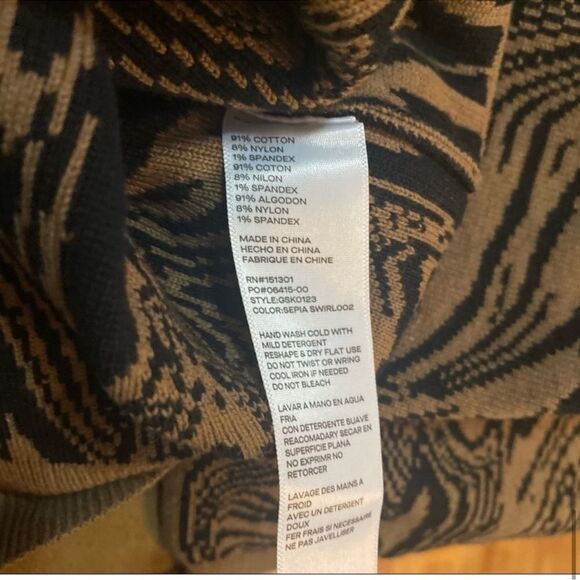 91% COTTON
8% NYLON
1% SPANDEX
91% COTON
8% NILON
1% SPANDEX
91% ALGODON
8% NYLON
1% SPANDEX
MADE IN CHINA
HECHO EN CHINA
FABRIQUE EN CHINE
RN#151301
PO#06415-00
STYLE:GSK0123
COLOR:SEPIA SWIRL002
HAND WASH COLD WITH
MILD DETERGENT
RESHAPE & DRY FLAT USE
DO NOT TWIST OR WRING
COOL IRON IF NEEDED
DO NOT BLEACH
LAVAR A MANO EN AGUA
FRIA
CON DETERGENTE SUAVE
REACOMADARY SECAR EN
SUPERFICIE PLANA
NO EXPRIMR NO
RETORCER
LAVAGE DES MAINS A
FROID
AVEC UN DETERGENT
DOUX
FER FRAIS SI NECESSAIRE
NE PAS JAVELLISER